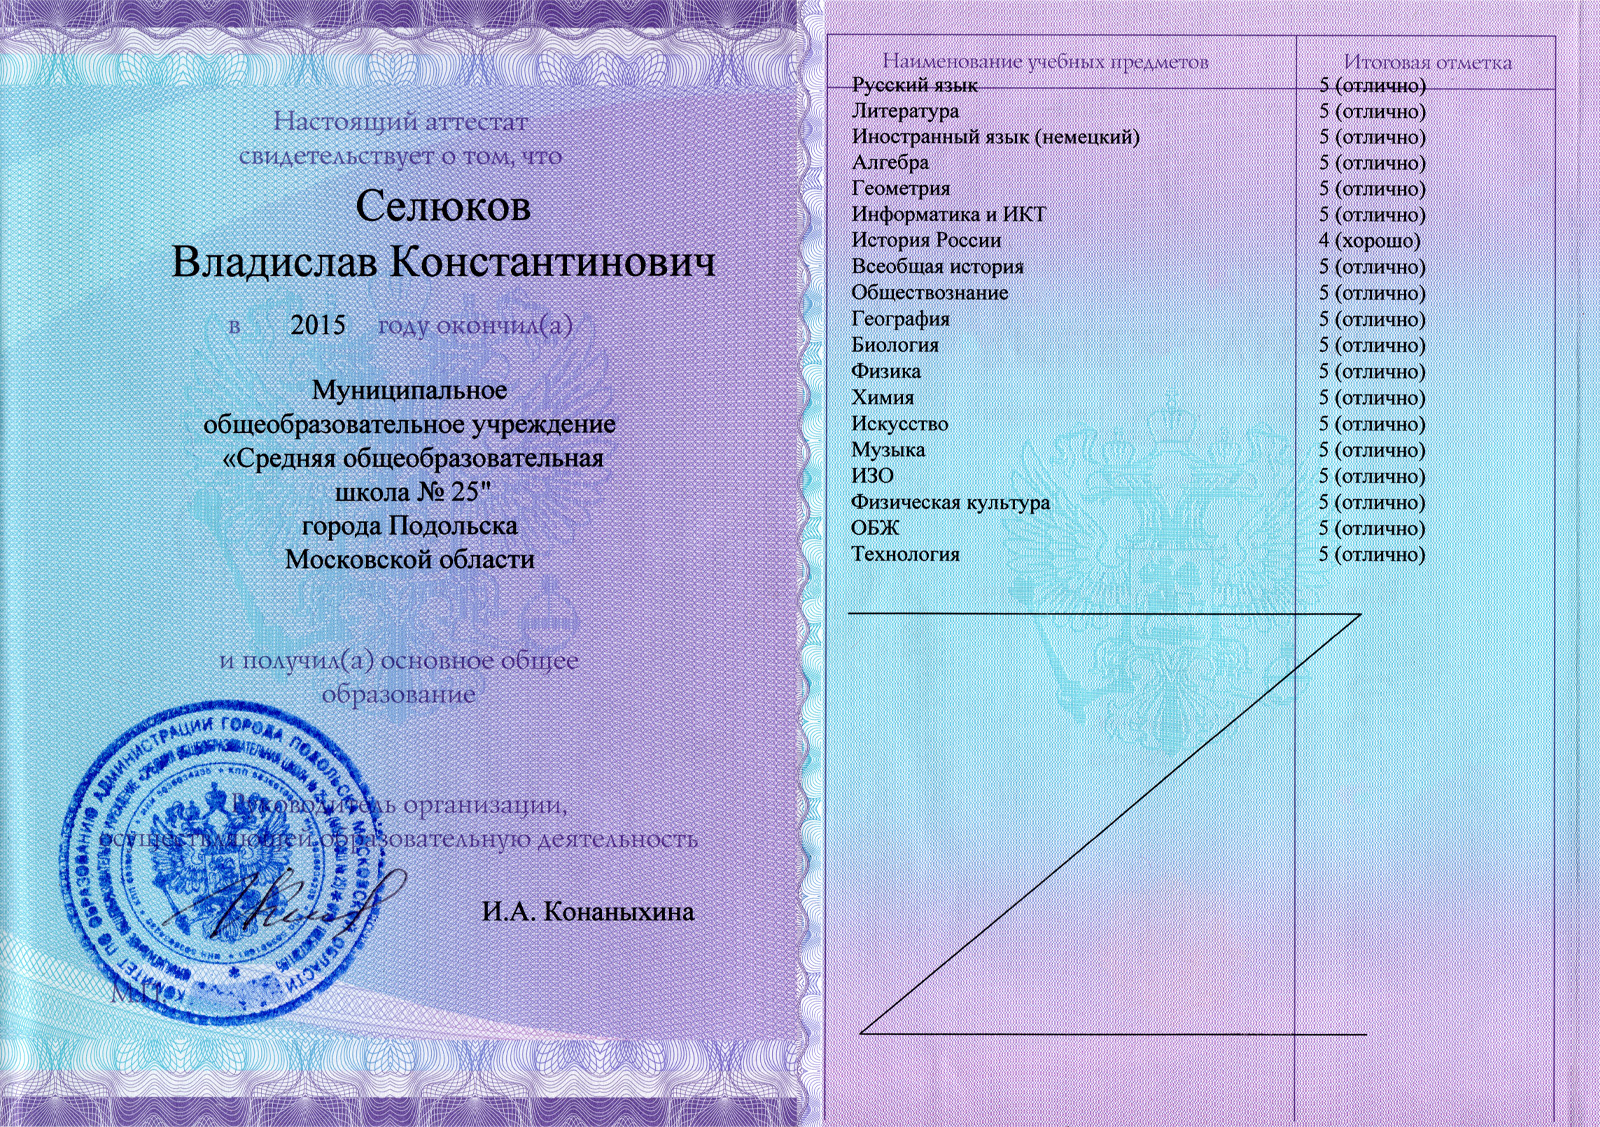 Настоящий аттестат
свидетельствует о том, что
Селюков
Владислав Константинович
в 2015 году окончил(а)
Муниципальное
общеобразовательное учреждение
«Средняя общеобразовательная
школа № 25"
города Подольска
Московской области
и получил(а) основное общее
образование
Руководитель организации,
осуществляющей образовательную деятельность
И.А. Конаныхина
М.П.
КОМИТЕТ ПО ОБРАЗОВАНИЮ АДМИНИСТРАЦИИ ГОРОДА ПОДОЛЬСКА МОСКОВСКОЙ ОБЛАСТИ
Наименование учебных предметов Итоговая отметка
Русский язык 5 (отлично)
Литература 5 (отлично)
Иностранный язык (немецкий) 5 (отлично)
Алгебра 5 (отлично)
Геометрия 5 (отлично)
Информатика и ИКТ 5 (отлично)
История России 4 (хорошо)
Всеобщая история 5 (отлично)
Обществознание 5 (отлично)
География 5 (отлично)
Биология 5 (отлично)
Физика 5 (отлично)
Химия 5 (отлично)
Искусство 5 (отлично)
Музыка 5 (отлично)
ИЗО 5 (отлично)
Физическая культура 5 (отлично)
ОБЖ 5 (отлично)
Технология 5 (отлично)